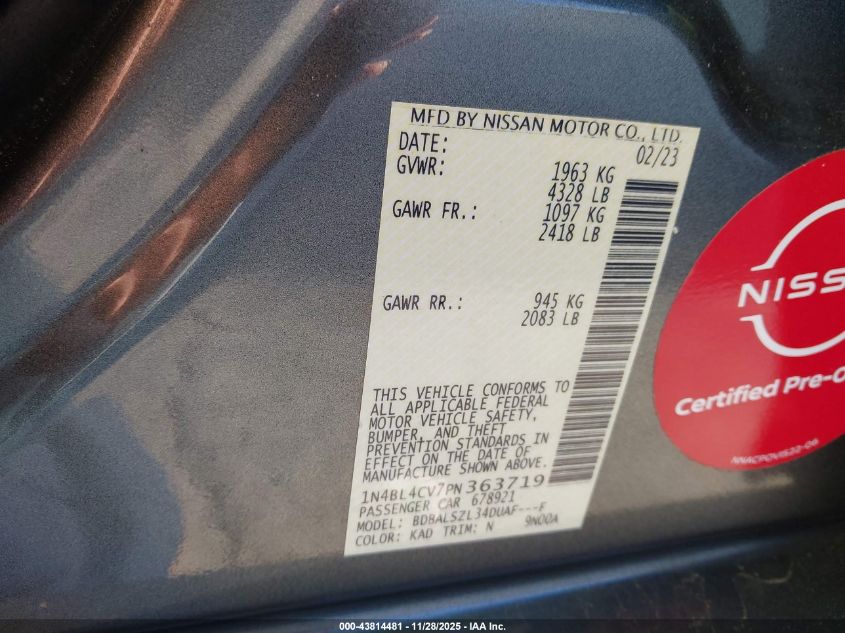 MFD BY NISSAN MOTOR CO., LTD.
DATE: 02/23
GVWR: 1963 KG
4328 LB
GAWR FR.: 1097 KG
2418 LB
GAWR RR.: 945 KG
2083 LB
THIS VEHICLE CONFORMS TO
ALL APPLICABLE FEDERAL
MOTOR VEHICLE SAFETY,
BUMPER, AND THEFT
PREVENTION STANDARDS IN
EFFECT ON THE DATE OF
MANUFACTURE SHOWN ABOVE.
1N4BL4CV7PN363719
PASSENGER CAR 678921
MODEL: BDBALSZL34DUAF---F
COLOR: KAD TRIM: N 9N00A
NISS
Certified Pre-O
NNACPOV1522-09
000-43814481 - 11/28/2025 - IAA Inc.